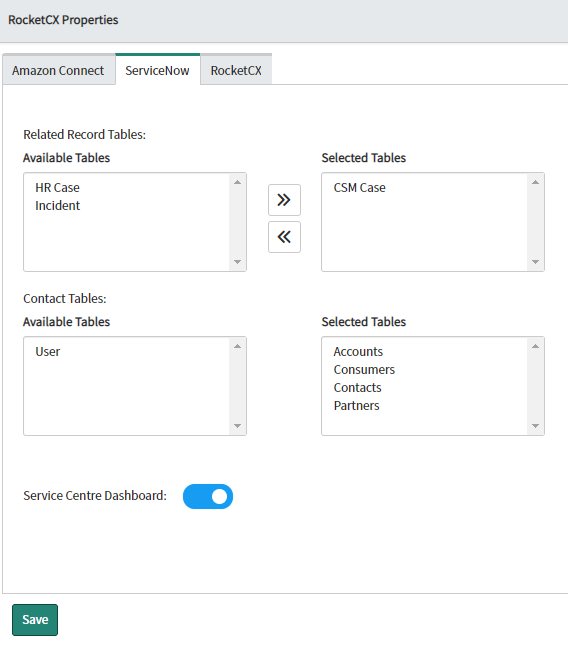 RocketCX Properties
Amazon Connect
ServiceNow
RocketCX
Related Record Tables:
Available Tables
Selected Tables
HR Case
Incident
CSM Case
Contact Tables:
Available Tables
Selected Tables
User
Accounts
Consumers
Contacts
Partners
Service Centre Dashboard:
Save